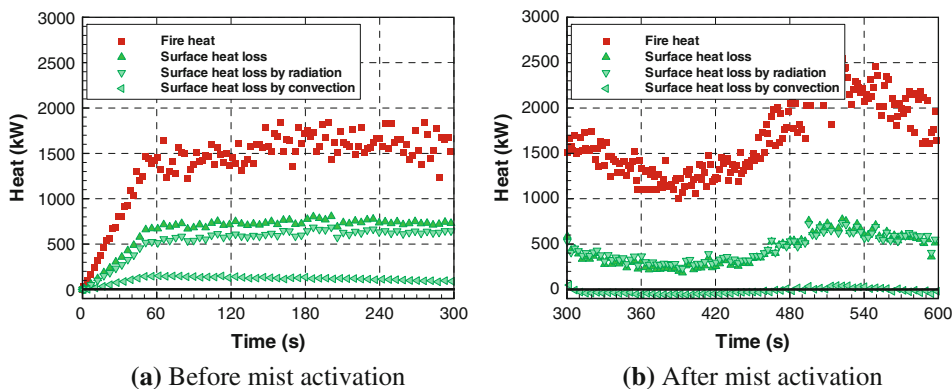 3000
2500
2000
1500
1000
500
0
Heat (kW)
Fire heat
Surface heat loss
Surface heat loss by radiation
Surface heat loss by convection
0 60 120 180 240 300
Time (s)
(a) Before mist activation
3000
2500
2000
1500
1000
500
0
Heat (kW)
Fire heat
Surface heat loss
Surface heat loss by radiation
Surface heat loss by convection
300 360 420 480 540 600
Time (s)
(b) After mist activation